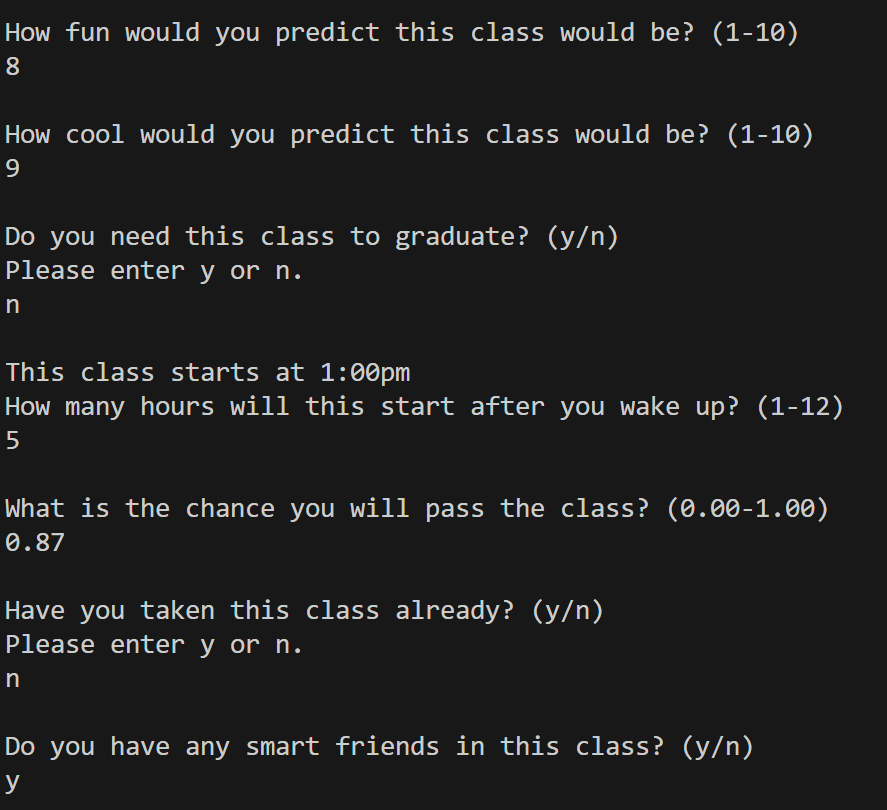 How fun would you predict this class would be? (1-10)
8
How cool would you predict this class would be? (1-10)
9
Do you need this class to graduate? (y/n)
Please enter y or n.
n
This class starts at 1:00pm
How many hours will this start after you wake up? (1-12)
5
What is the chance you will pass the class? (0.00-1.00)
0.87
Have you taken this class already? (y/n)
Please enter y or n.
n
Do you have any smart friends in this class? (y/n)
y